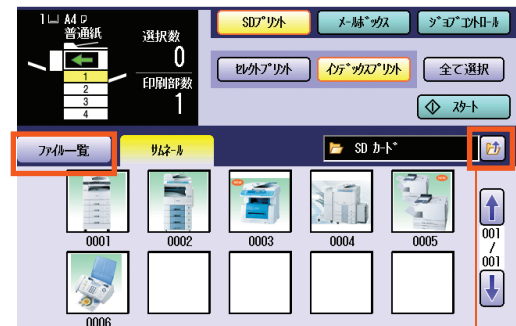 1 A4
普通紙
選択数
0
印刷部数
1
1
2
3
4
SDプリント
メールボックス
ジョブコントロール
セレクトプリント
インデックスプリント
全て選択
スタート
ファイル一覧
サムネール
SD カード
0001
0002
0003
0004
0005
001
/
001
0006